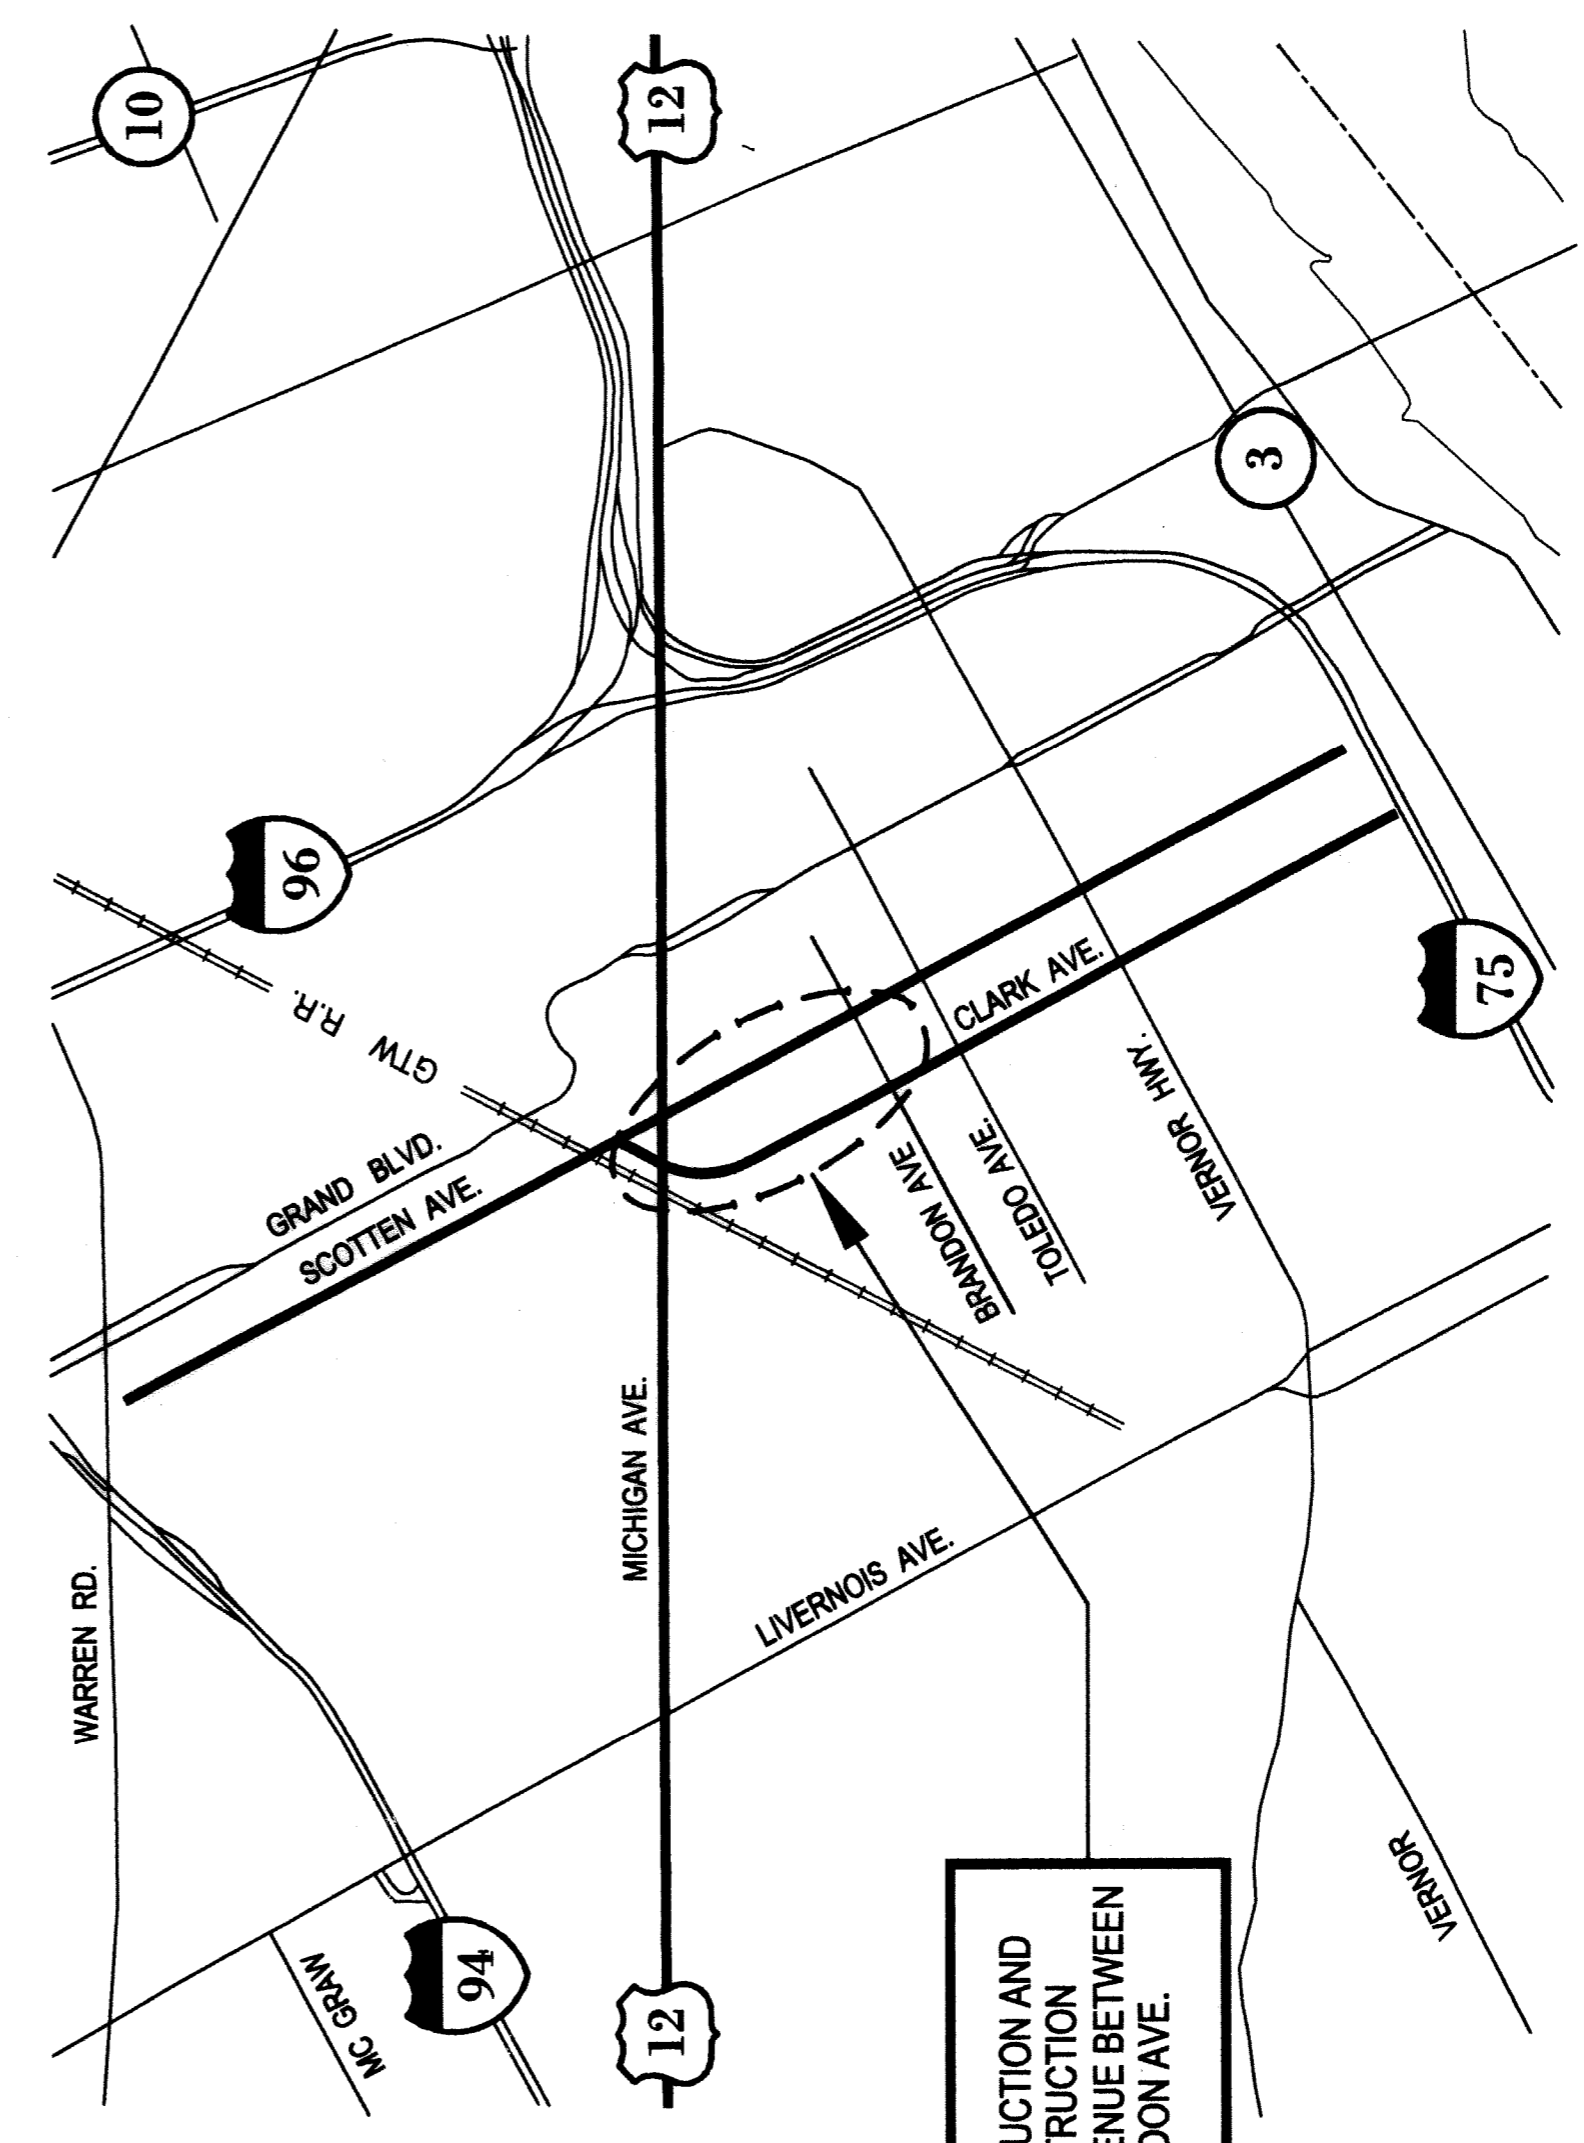 WARREN RD.
MC GRAW
94
12
MICHIGAN AVE.
LIVERNOIS AVE.
GRAND BLVD.
SCOTTEN AVE.
GTW R.R.
96
10
12
3
75
CLARK AVE.
BRANDON AVE.
TOLEDO AVE.
VERNOR HWY.
VERNOR
UCTION AND
TRUCTION
ENUE BETWEEN
DON AVE.